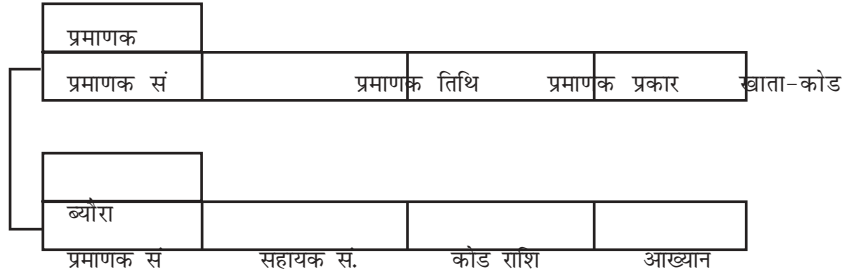 प्रमाणक
प्रमाणक सं प्रमाणक तिथि प्रमाणक प्रकार खाता-कोड
ब्यौरा
प्रमाणक सं सहायक सं. कोड राशि आख्यान